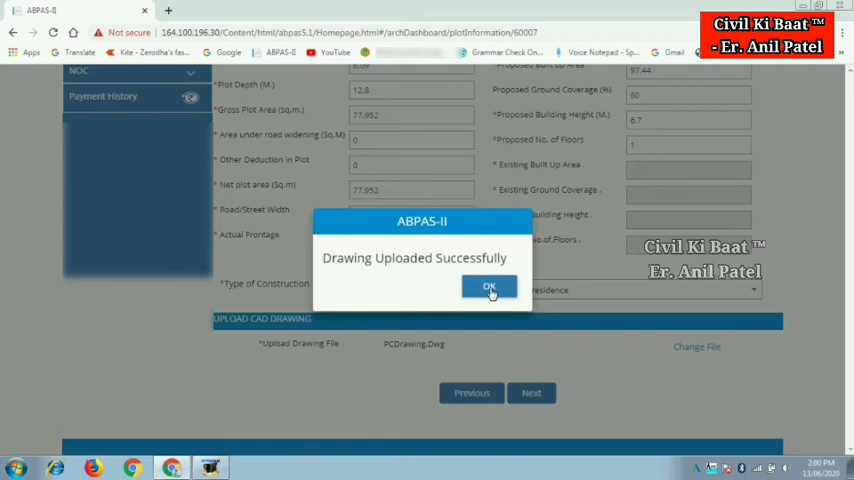 ABPAS-II
Not secure 164.100.196.30/Content/html/abpas5.1/Homepage.html#/archDashboard/plotInformation/60007
Civil Ki Baat ™
- Er. Anil Patel
Apps Translate Kite - Zerodha's fas... Google ABPAS-II YouTube Grammar Check On... Voice Notepad - Sp... Gmail
NOC
Payment History
6.09
* Plot Depth (M.) 12.8
* Gross Plot Area (sq.m.) 77.952
* Area under road widening (Sq.M) 0
* Other Deduction in Plot 0
* Net plot area (Sq.m) 77.952
* Road/Street Width
* Actual Frontage
*Type of Construction
Proposed Built up Area 97.44
Proposed Ground Coverage (%) 60
* Proposed Building Height (M.) 6.7
*Proposed No. of Floors 1
* Existing Built Up Area .
* Existing Ground Coverage .
Building Height .
No.of.Floors .
residence
ABPAS-II
Drawing Uploaded Successfully
OK
Civil Ki Baat ™
Er. Anil Patel
UPLOAD CAD DRAWING
*Upload Drawing File PCDrawing.Dwg Change File
Previous Next
2:00 PM
13/06/2020